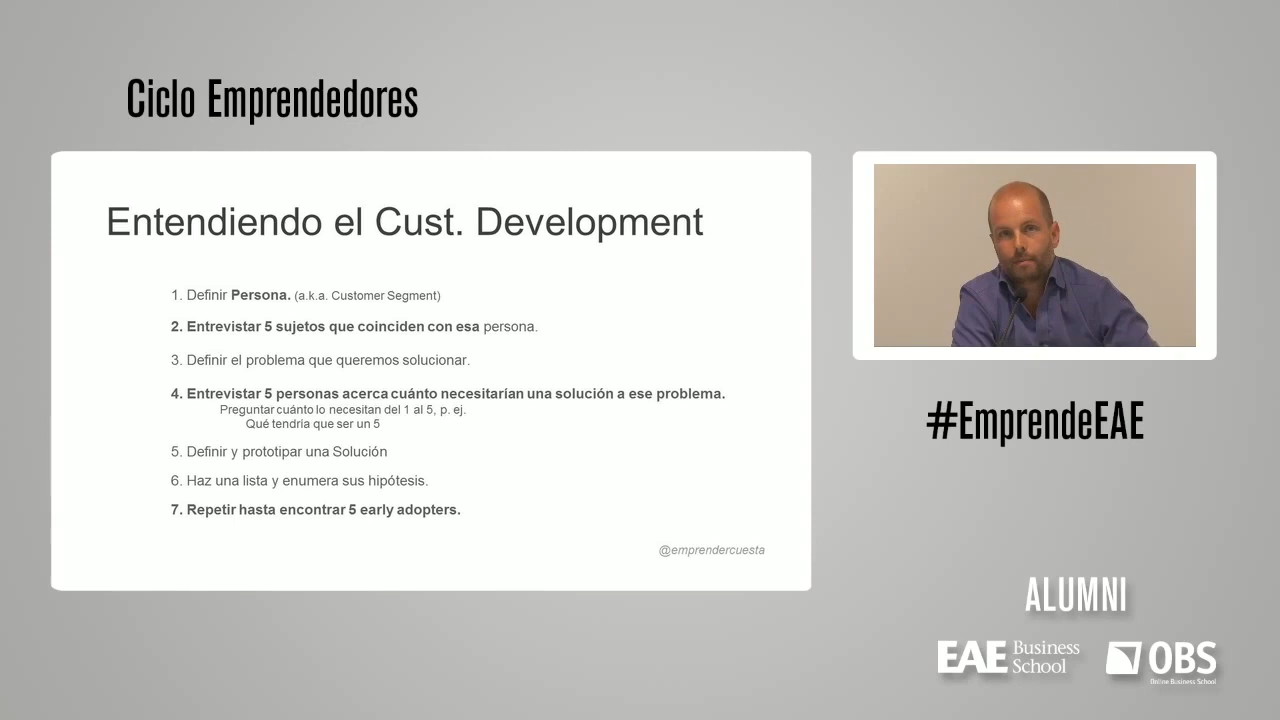 Ciclo Emprendedores
Entendiendo el Cust. Development
1. Definir Persona. (a.k.a. Customer Segment)
2. Entrevistar 5 sujetos que coinciden con esa persona.
3. Definir el problema que queremos solucionar.
4. Entrevistar 5 personas acerca cuánto necesitarían una solución a ese problema.
Preguntar cuánto lo necesitan del 1 al 5, p. ej.
Qué tendría que ser un 5
5. Definir y prototipar una Solución
6. Haz una lista y enumera sus hipótesis.
7. Repetir hasta encontrar 5 early adopters.
@emprendercuesta
#EmprendeEAE
ALUMNI
EAE Business School
OBS
Online Business School